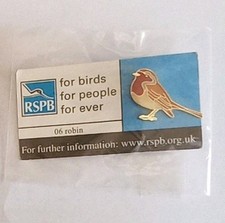 RSPB
for birds
for people
for ever
06 robin
For further information: www.rspb.org.uk